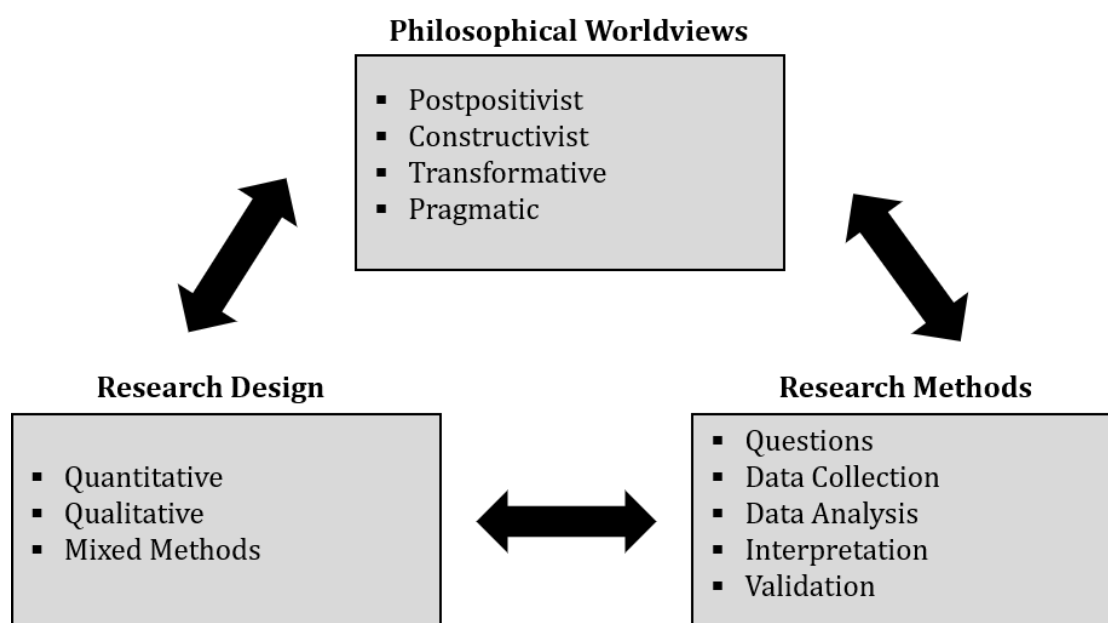 Philosophical Worldviews
▪ Postpositivist
▪ Constructivist
▪ Transformative
▪ Pragmatic
Research Design
▪ Quantitative
▪ Qualitative
▪ Mixed Methods
Research Methods
▪ Questions
▪ Data Collection
▪ Data Analysis
▪ Interpretation
▪ Validation